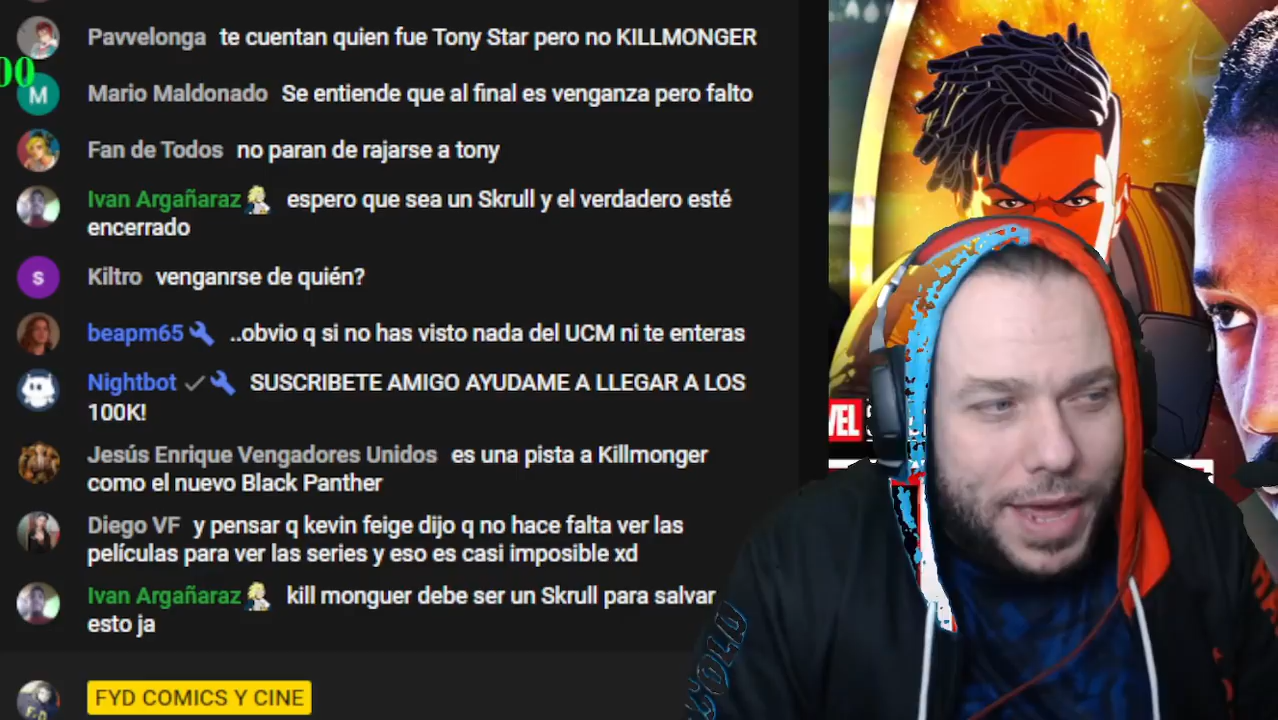 Pavvelonga te cuentan quien fue Tony Star pero no KILLMONGER
00
M
Mario Maldonado Se entiende que al final es venganza pero falto
Fan de Todos no paran de rajarse a tony
Ivan Argañaraz espero que sea un Skrull y el verdadero esté
encerrado
S
Kiltro venganrse de quién?
beapm65 ..obvio q si no has visto nada del UCM ni te enteras
Nightbot SUSCRIBETE AMIGO AYUDAME A LLEGAR A LOS
100K!
Jesús Enrique Vengadores Unidos es una pista a Killmonger
como el nuevo Black Panther
Diego VF y pensar q kevin feige dijo q no hace falta ver las
películas para ver las series y eso es casi imposible xd
Ivan Argañaraz kill monguer debe ser un Skrull para salvar
esto ja
FYD COMICS Y CINE